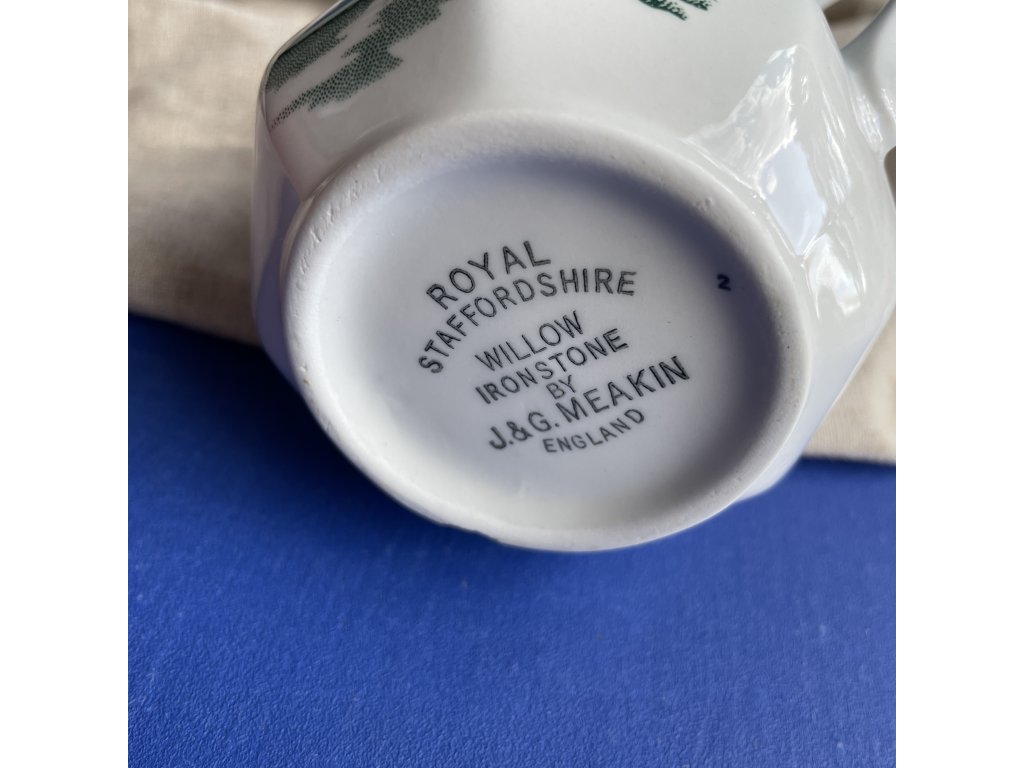 ROYAL
STAFFORDSHIRE
WILLOW
IRONSTONE
BY
J.&G. MEAKIN
ENGLAND
2